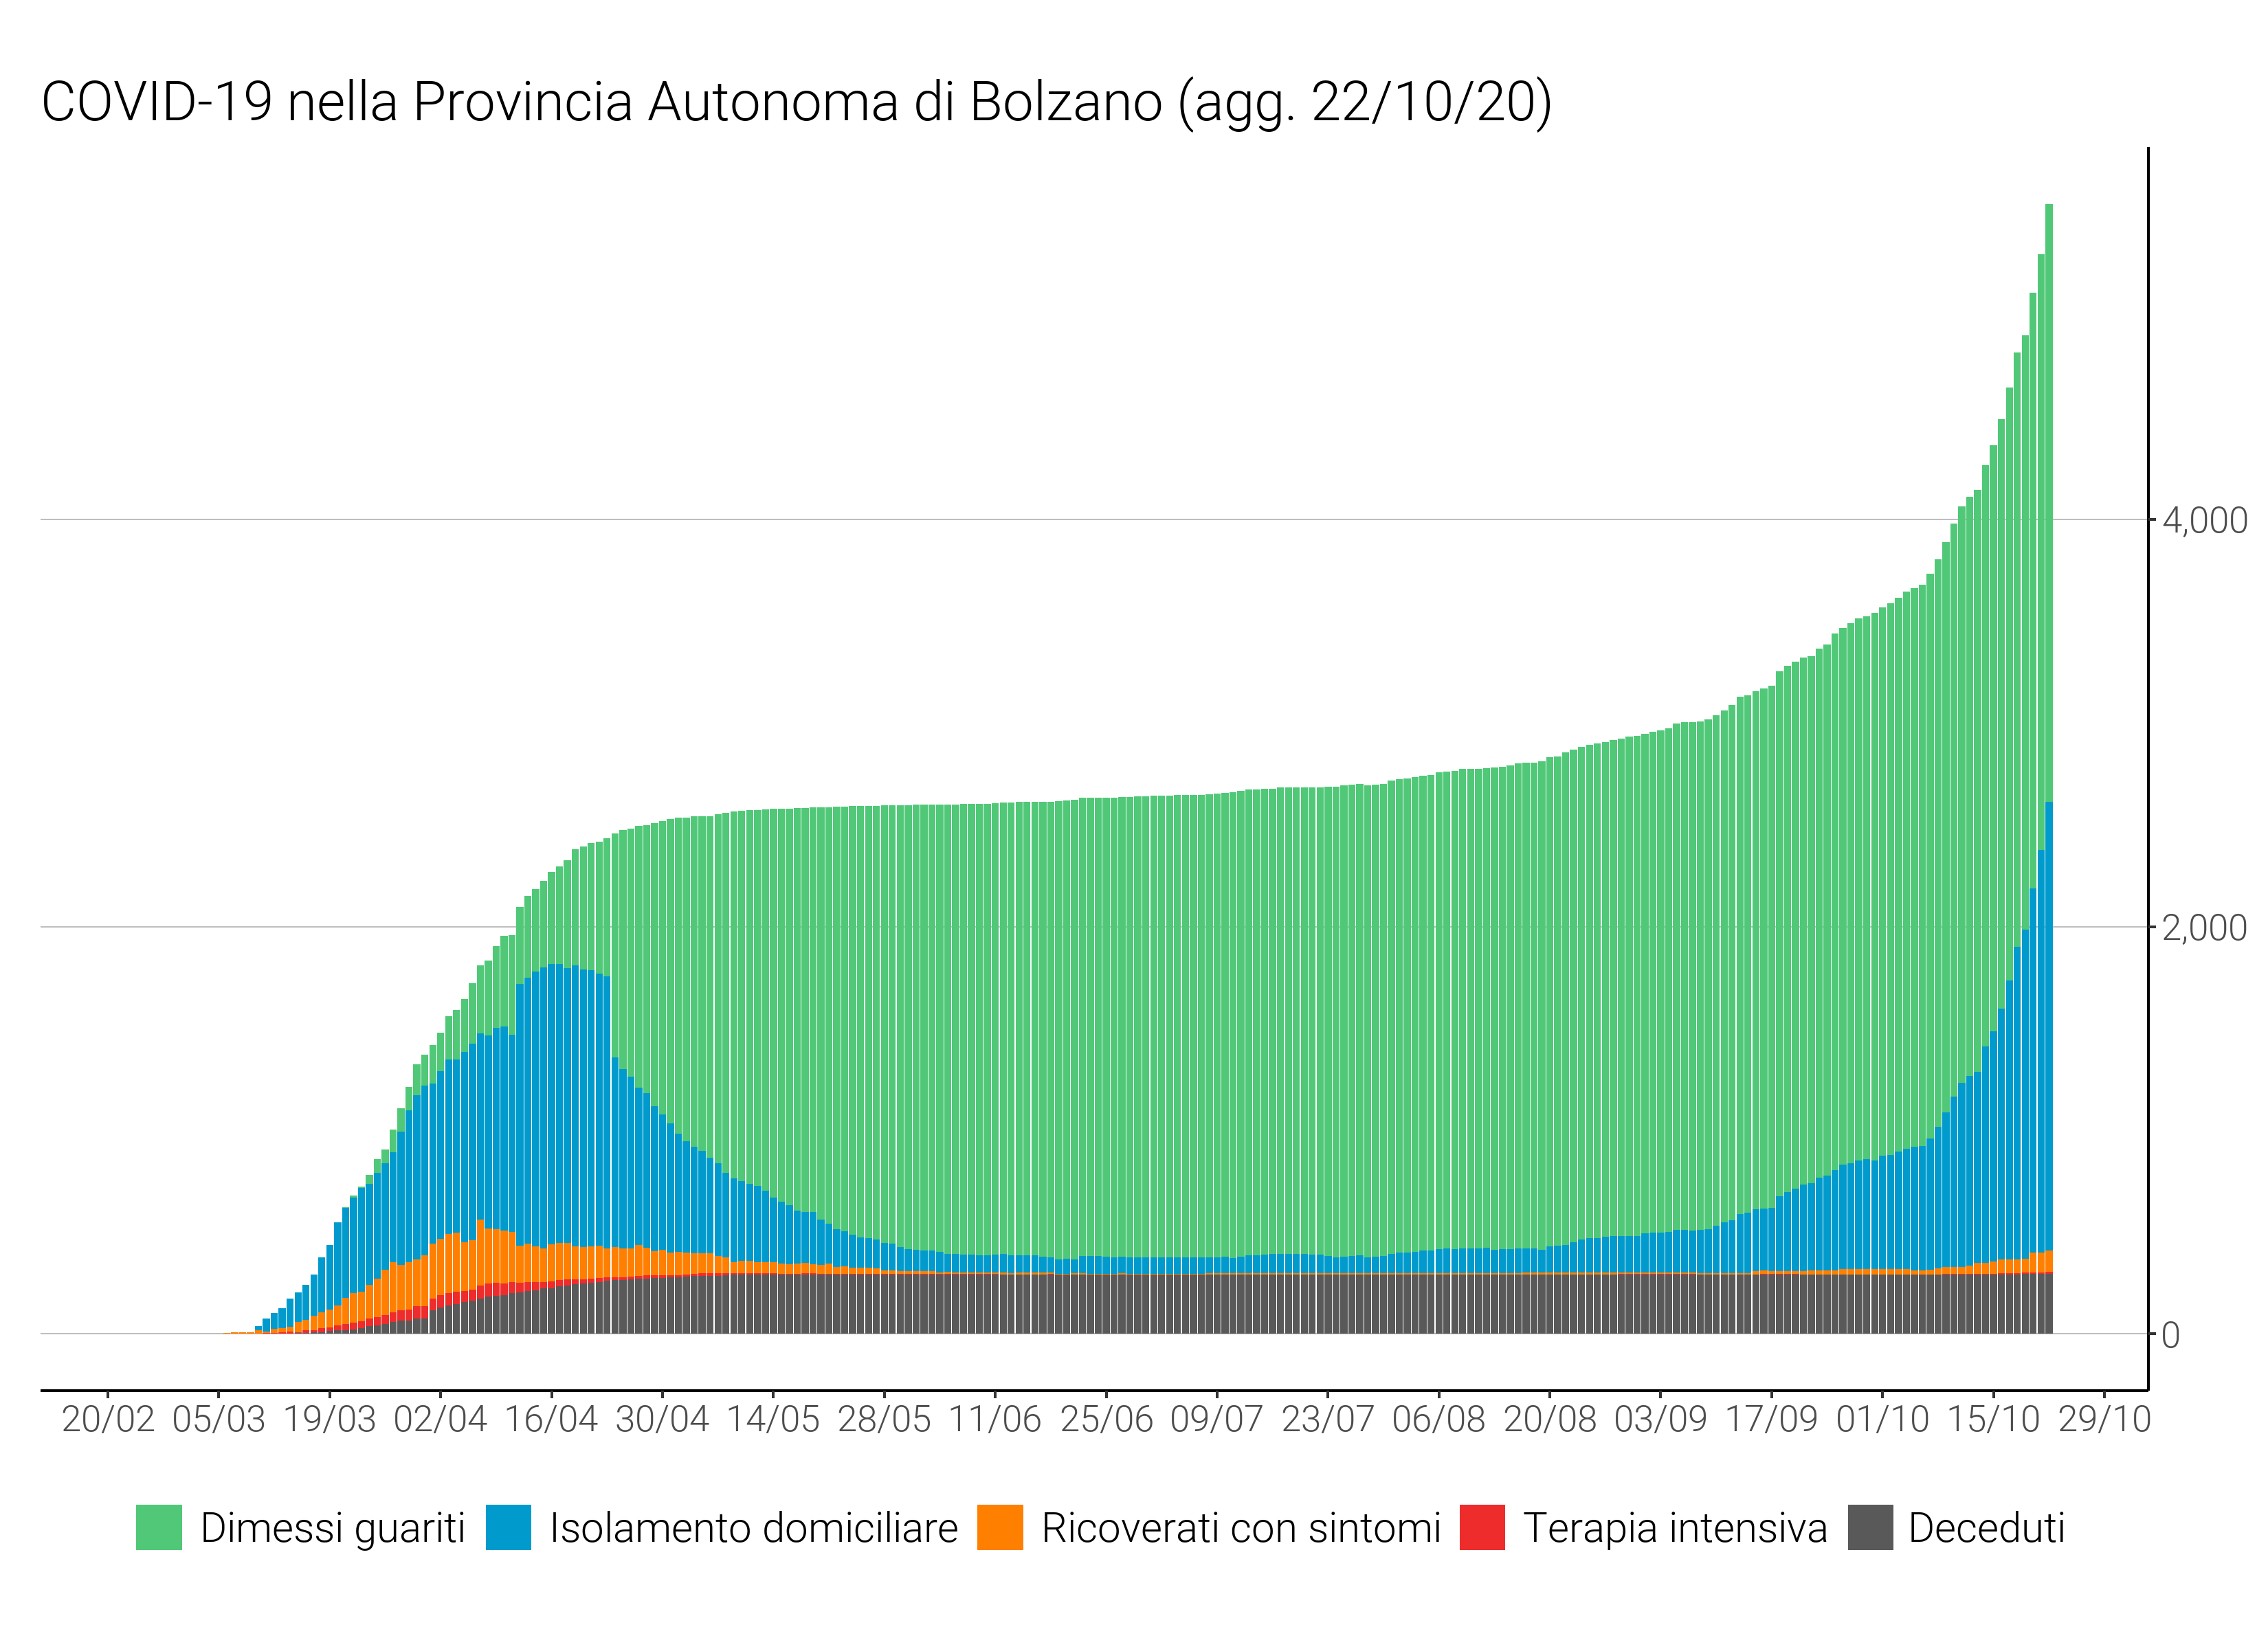 COVID-19 nella Provincia Autonoma di Bolzano (agg. 22/10/20)
4,000
2,000
0
20/02 05/03 19/03 02/04 16/04 30/04 14/05 28/05 11/06 25/06 09/07 23/07 06/08 20/08 03/09 17/09 01/10 15/10 29/10
Dimessi guariti Isolamento domiciliare Ricoverati con sintomi Terapia intensiva Deceduti